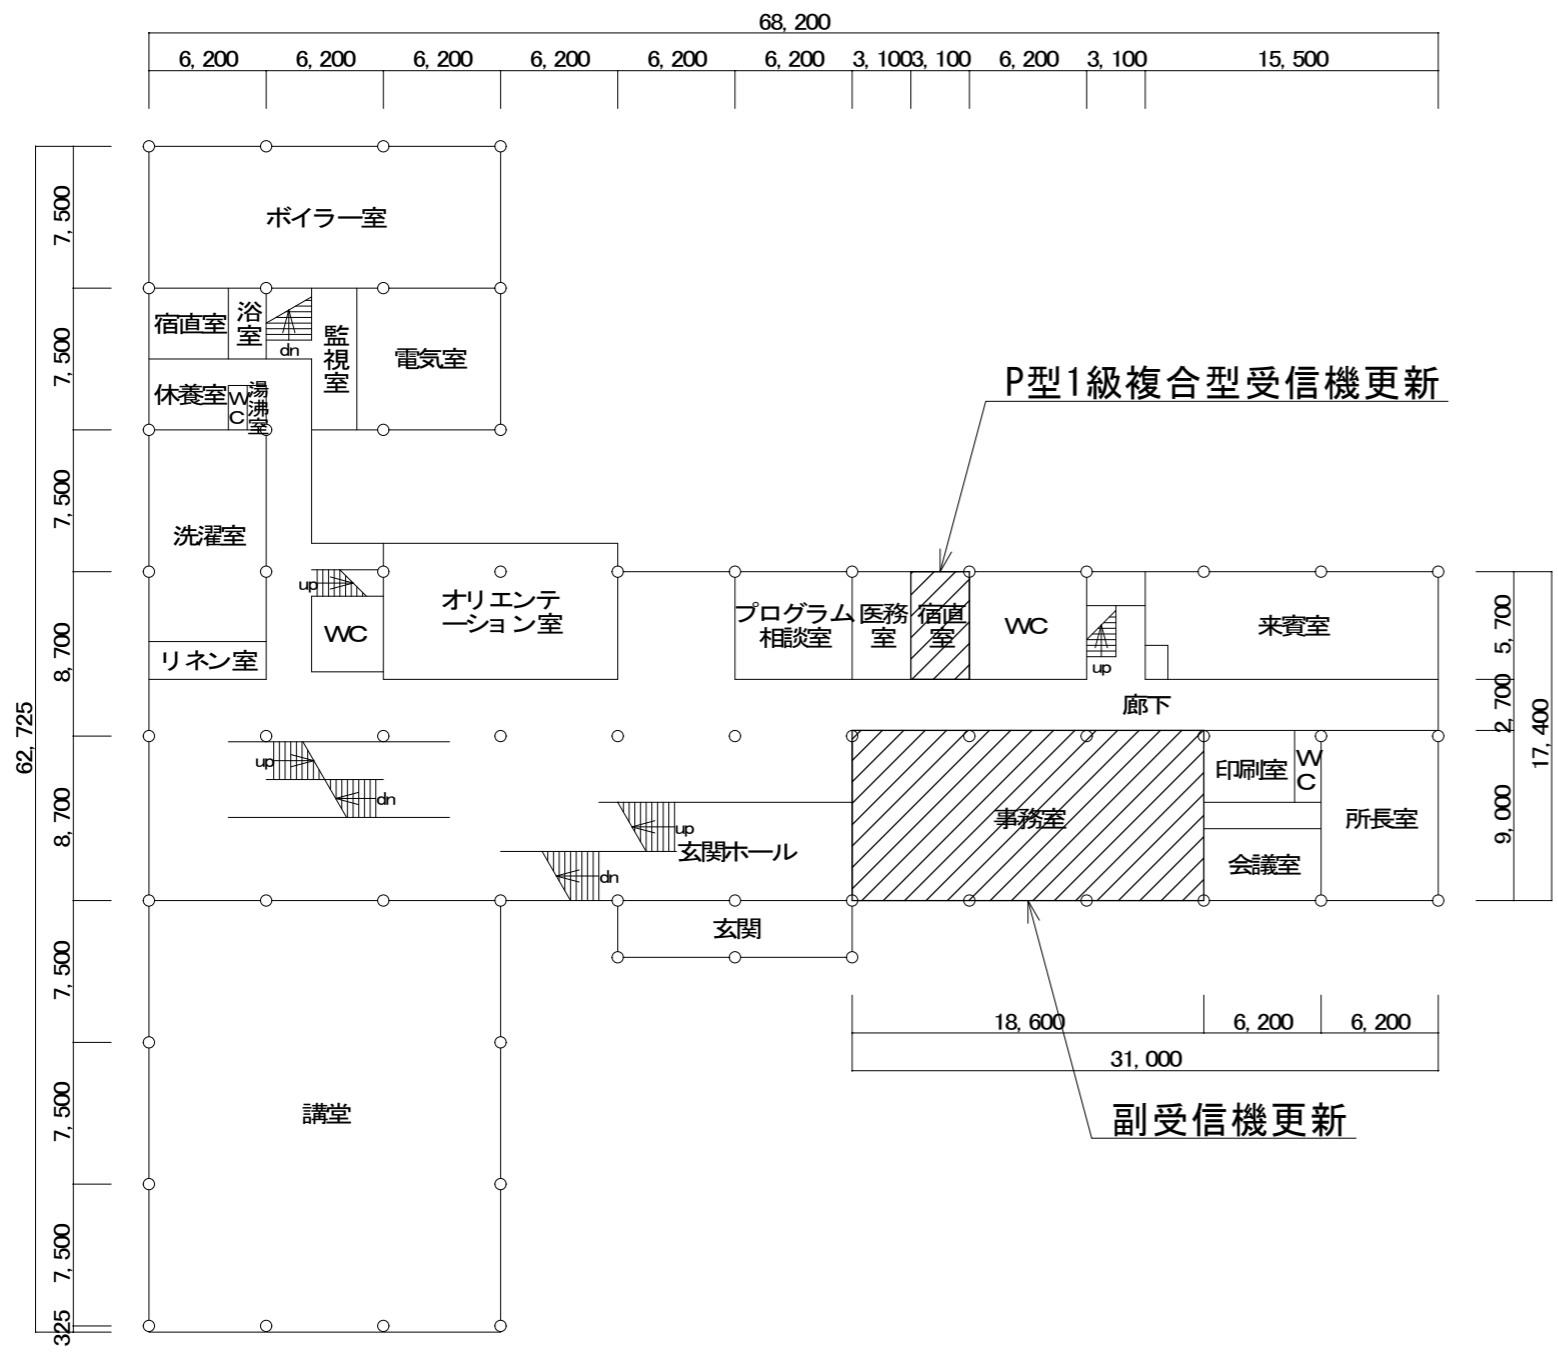 68,200
6,200 6,200 6,200 6,200 6,200 6,200 3,100 3,100 6,200 3,100 15,500
62,725
7,500
7,500
7,500
8,700
8,700
7,500
7,500
7,500
325
ボイラー室
宿直室
浴室
dn
監視室
電気室
休養室
WC
湯沸室
洗濯室
リネン室
up
WC
オリエンテ
ーション室
P型1級複合型受信機更新
プログラム
相談室
医務
室
宿直
室
WC
up
来賓室
廊下
5,700
2,700
9,000
17,400
up
dn
up
dn
玄関ホール
玄関
事務室
印刷室
WC
会議室
所長室
18,600 6,200 6,200
31,000
副受信機更新
講堂